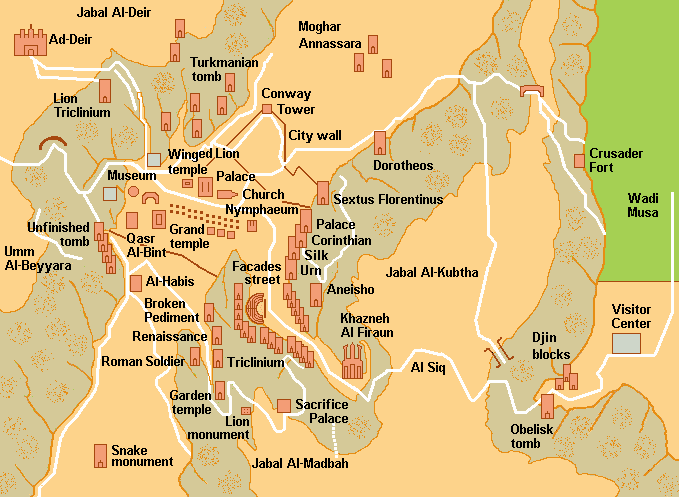 Jabal Al-Deir
Ad-Deir
Moghar
Annassara
Turkmanian
tomb
Lion
Triclinium
Conway
Tower
City wall
Dorotheos
Crusader
Fort
Winged Lion
temple
Museum
Palace
Church
Nymphaeum
Sextus Florentinus
Wadi
Musa
Unfinished
tomb
Grand
temple
Qasr
Al-Bint
Palace
Corinthian
Silk
Urn
Umm
Al-Beyyara
Facades
street
Jabal Al-Kubtha
Al-Habis
Aneisho
Broken
Pediment
Khazneh
Al Firaun
Visitor
Center
Renaissance
Djin
blocks
Roman Soldier
Triclinium
Al Siq
Garden
temple
Sacrifice
Palace
Lion
monument
Obelisk
tomb
Snake
monument
Jabal Al-Madbah